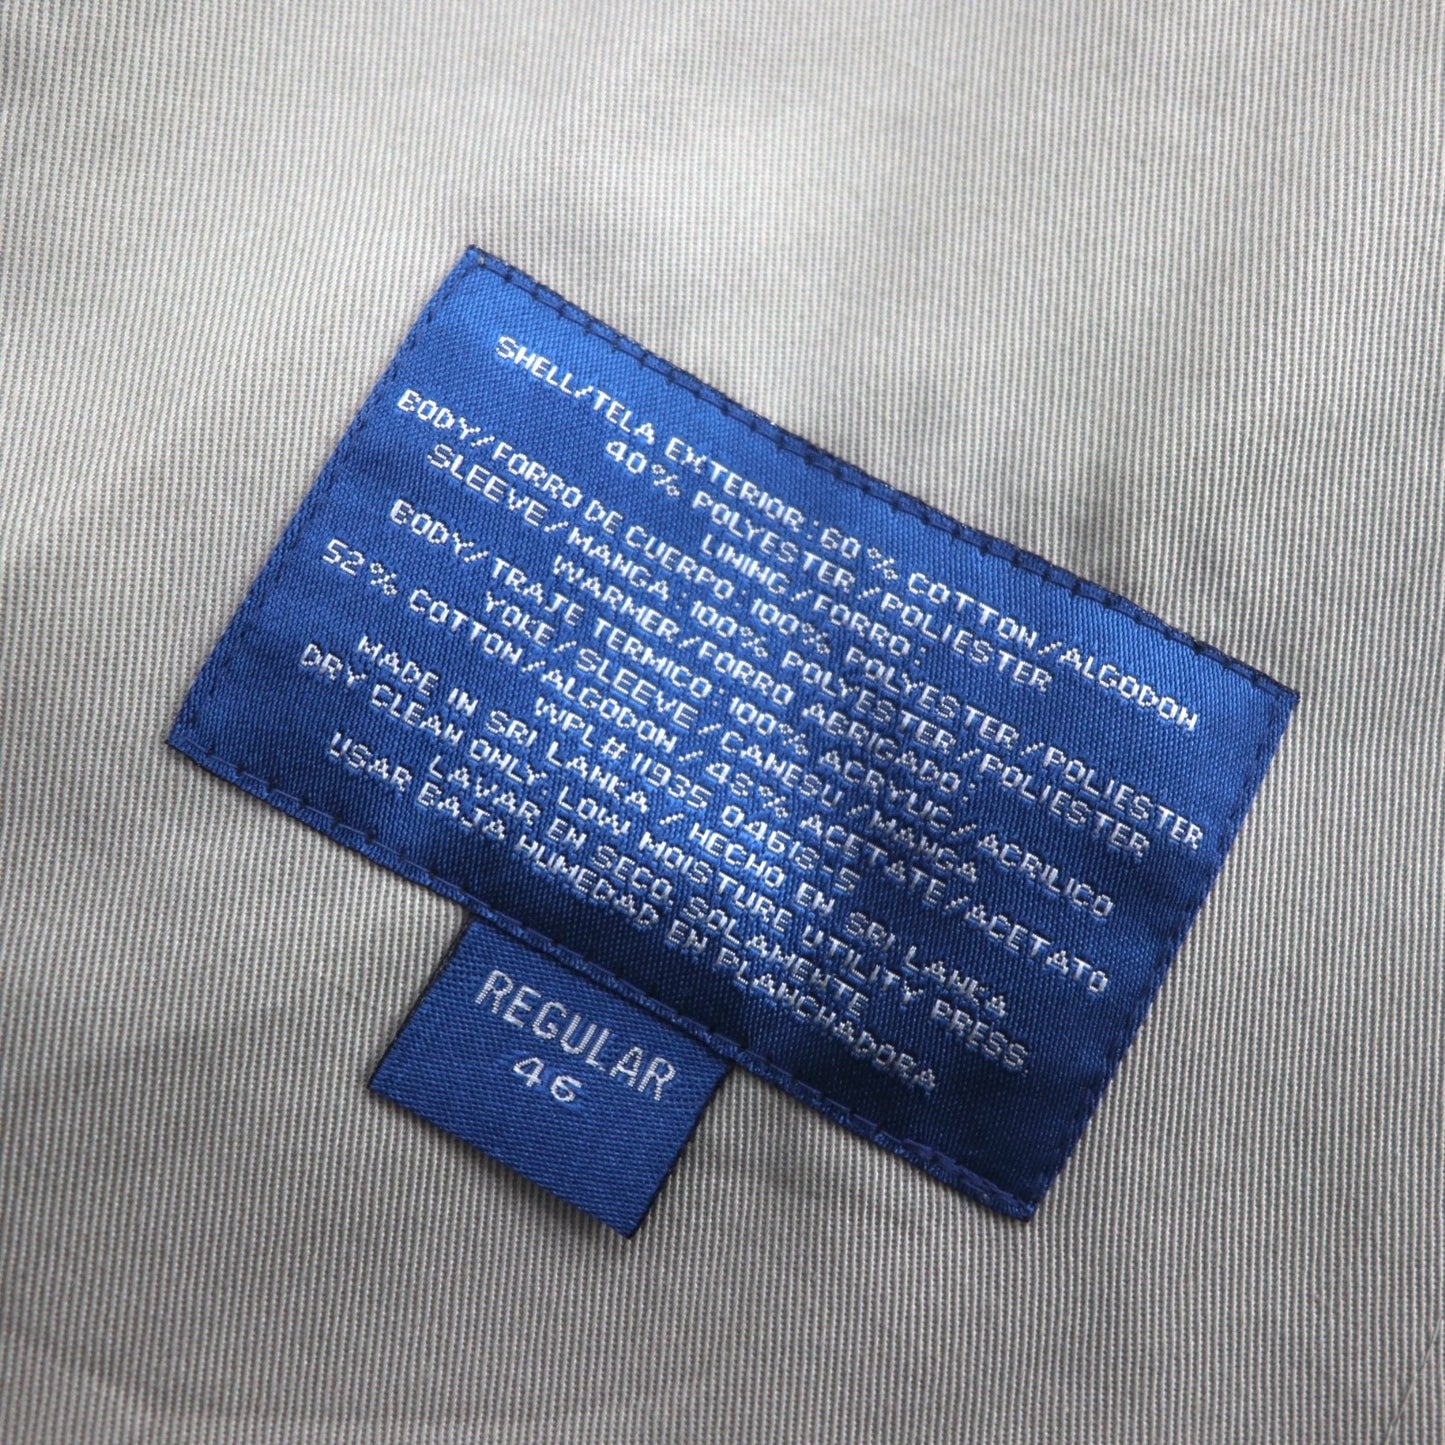 SHELL/TELA EXTERIOR: 60% COTTON/ALGODON
40% POLYESTER/POLIESTER
LINING/FORRO:
BODY/FORRO DE CUERPO: 100% POLYESTER/POLIESTER
SLEEVE/MANGA: 100% POLYESTER/POLIESTER
WARMER/FORRO ABRIGADO:
BODY/TRAJE TERMICO: 100% ACRYLIC/ACRILICO
YOKE/SLEEVE/CANESU/MANGA
52% COTTON/ALGODON/48% ACETATE/ACETATO
WPL# 11935 04618-5
MADE IN SRI LANKA / HECHO EN SRI LANKA
DRY CLEAN ONLY. LOW MOISTURE UTILITY PRESS.
LAVAR EN SECO SOLAMENTE
USAR BAJA HUMEDAD EN PLANCHADORA
REGULAR
46